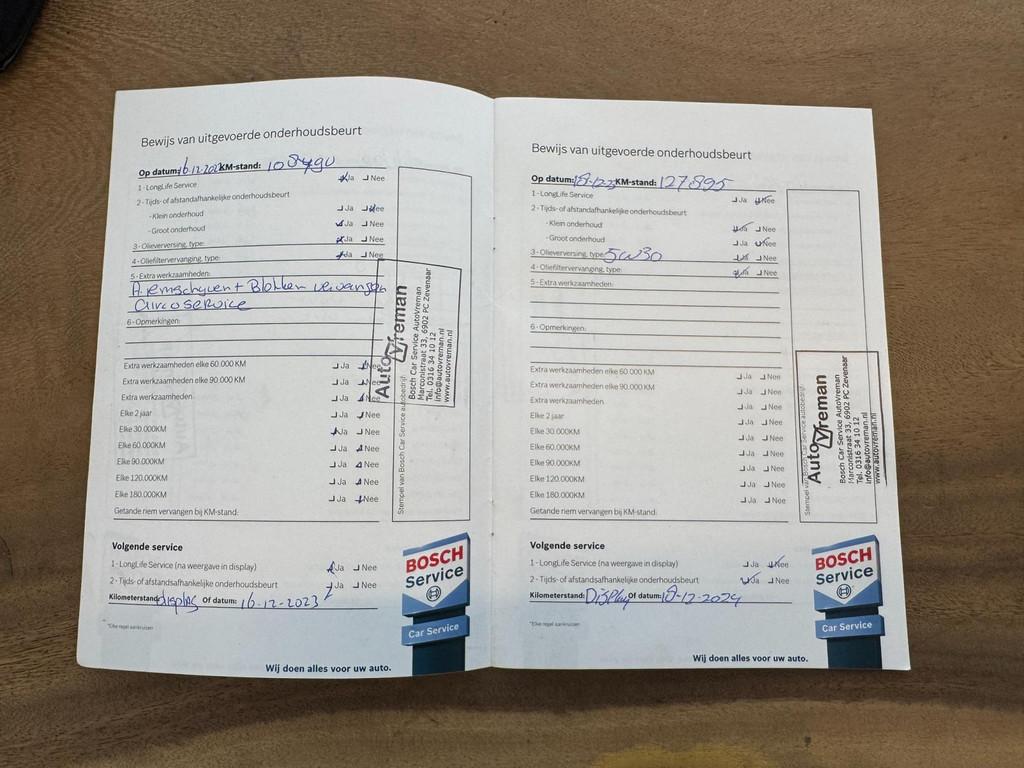 Bewijs van uitgevoerde onderhoudsbeurt
Op datum: 16-12-202 KM-stand: 108490
1 - LongLife Service Ja Nee
2 - Tijds- of afstandafhankelijke onderhoudsbeurt
- Klein onderhoud Ja Nee
- Groot onderhoud Ja Nee
3 - Olieverversing, type: Ja Nee
4 - Oliefiltervervanging, type: Ja Nee
5 - Extra werkzaamheden:
A. remschijven + Blokken vervangen
Aircoservice
6 - Opmerkingen:
Extra werkzaamheden elke 60.000 KM Ja Nee
Extra werkzaamheden elke 90.000 KM Ja Nee
Extra werkzaamheden Ja Nee
Elke 2 jaar Ja Nee
Elke 30.000KM Ja Nee
Elke 60.000KM Ja Nee
Elke 90.000KM Ja Nee
Elke 120.000KM Ja Nee
Elke 180.000KM Ja Nee
Getande riem vervangen bij KM-stand:
Stempel van Bosch Car Service autobedrijf:
AutoVreman
Bosch Car Service AutoVreman
Marconistraat 33, 6902 PC Zevenaar
Tel. 0316 34 10 12
info@autovreman.nl
www.autovreman.nl
Volgende service
1 - LongLife Service (na weergave in display) Ja Nee
2 - Tijds- of afstandsafhankelijke onderhoudsbeurt Ja Nee
Kilometerstand: display Of datum: 16-12-2023
*Elke regel aankruisen
BOSCH
Service
Car Service
Wij doen alles voor uw auto.
Bewijs van uitgevoerde onderhoudsbeurt
Op datum: 18-12-23 KM-stand: 127895
1 - LongLife Service Ja Nee
2 - Tijds- of afstandafhankelijke onderhoudsbeurt
- Klein onderhoud Ja Nee
- Groot onderhoud Ja Nee
3 - Olieverversing, type: 5W30 Ja Nee
4 - Oliefiltervervanging, type: Ja Nee
5 - Extra werkzaamheden:
6 - Opmerkingen:
Extra werkzaamheden elke 60.000 KM Ja Nee
Extra werkzaamheden elke 90.000 KM Ja Nee
Extra werkzaamheden Ja Nee
Elke 2 jaar Ja Nee
Elke 30.000KM Ja Nee
Elke 60.000KM Ja Nee
Elke 90.000KM Ja Nee
Elke 120.000KM Ja Nee
Elke 180.000KM Ja Nee
Getande riem vervangen bij KM-stand:
Stempel van Bosch Car Service autobedrijf:
AutoVreman
Bosch Car Service AutoVreman
Marconistraat 33, 6902 PC Zevenaar
Tel. 0316 34 10 12
info@autovreman.nl
www.autovreman.nl
Volgende service
1 - LongLife Service (na weergave in display) Ja Nee
2 - Tijds- of afstandsafhankelijke onderhoudsbeurt Ja Nee
Kilometerstand: Display Of datum: 18-12-2024
*Elke regel aankruisen
BOSCH
Service
Car Service
Wij doen alles voor uw auto.